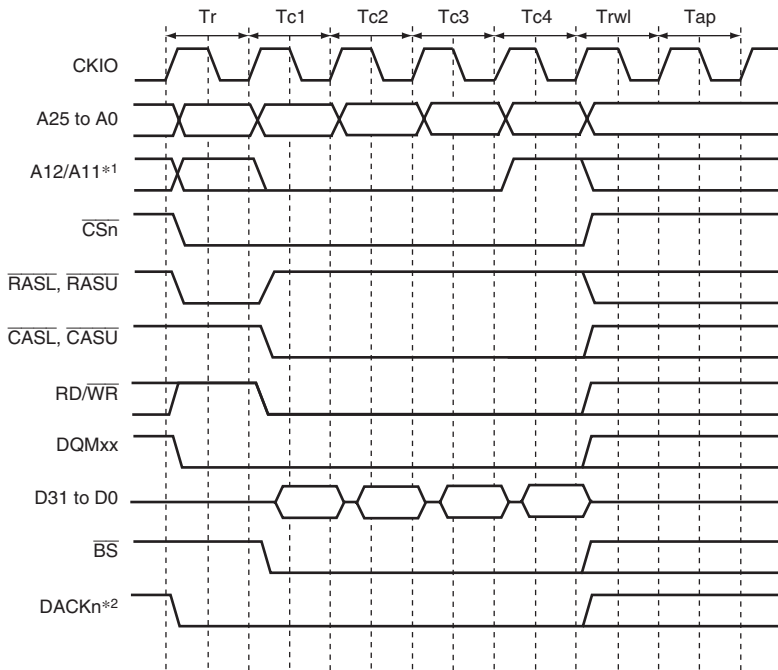 Tr Tc1 Tc2 Tc3 Tc4 Trwl Tap
CKIO
A25 to A0
A12/A11*1
CSn
RASL, RASU
CASL, CASU
RD/WR
DQMxx
D31 to D0
BS
DACKn*2